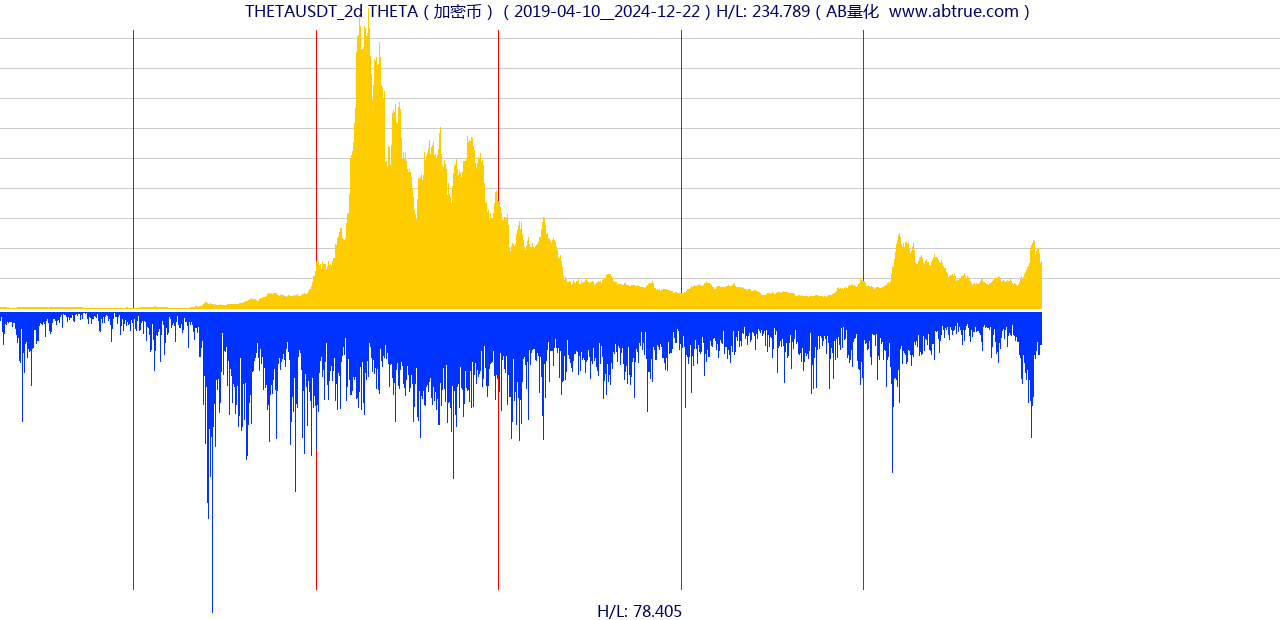 THETAUSDT_2d THETA（加密币）（2019-04-10__2024-12-22）H/L: 234.789（AB量化  www.abtrue.com）
H/L: 78.405